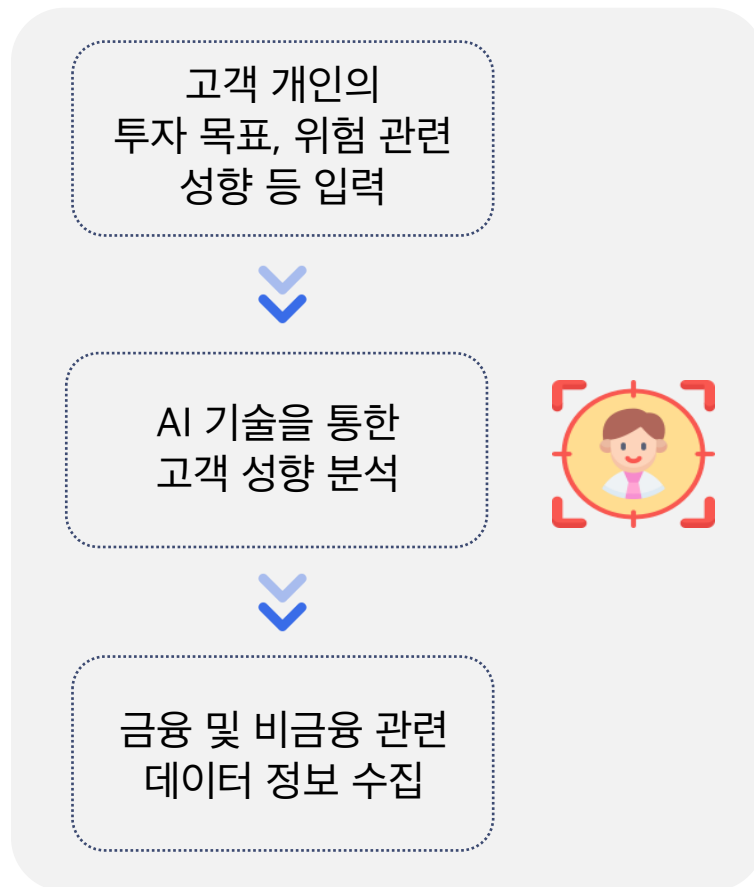 고객 개인의
투자 목표, 위험 관련
성향 등 입력
AI 기술을 통한
고객 성향 분석
금융 및 비금융 관련
데이터 정보 수집